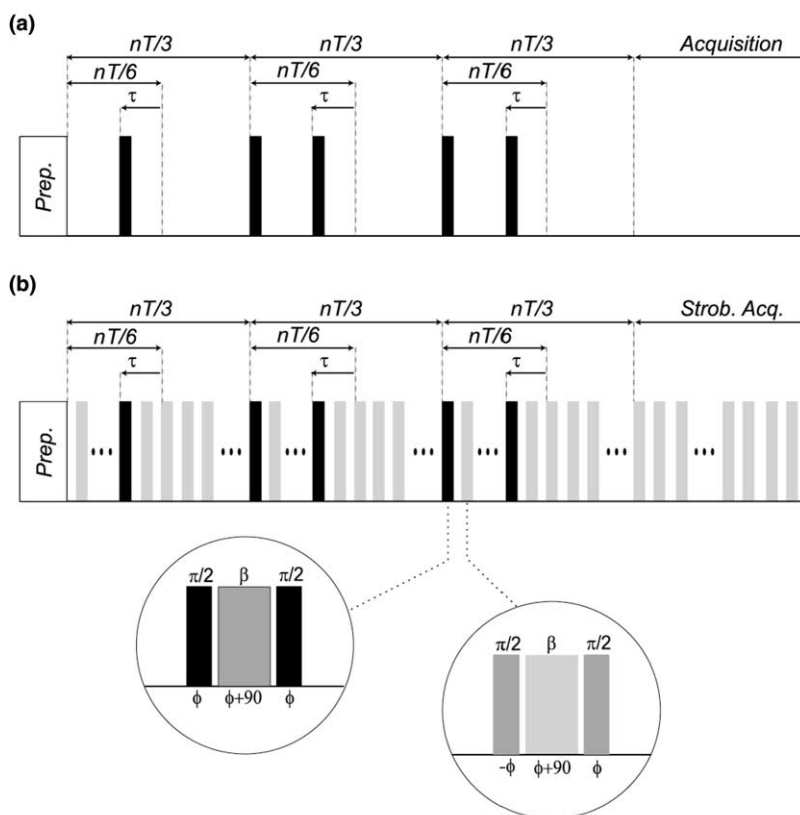 (a)
nT/3 nT/3 nT/3 Acquisition
nT/6 nT/6 nT/6
τ τ τ
Prep.
(b)
nT/3 nT/3 nT/3 Strob. Acq.
nT/6 nT/6 nT/6
τ τ τ
Prep.
π/2 β π/2
ϕ ϕ+90 ϕ
π/2 β π/2
-ϕ ϕ+90 ϕ